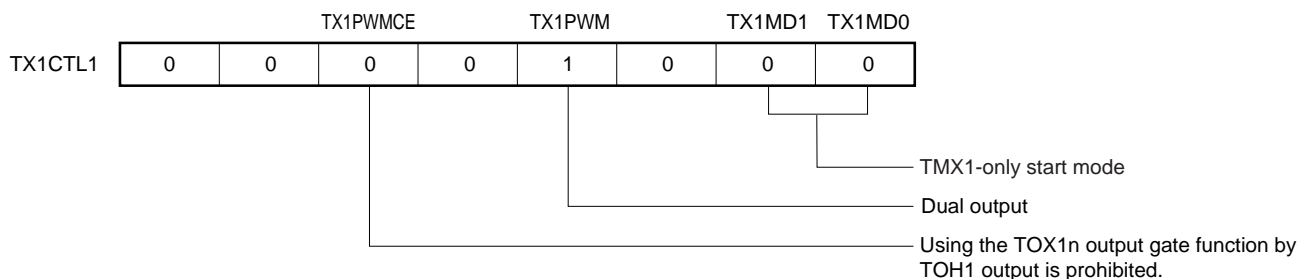 TX1PWMCE TX1PWM TX1MD1 TX1MD0
TX1CTL1 0 0 0 0 1 0 0 0
TMX1-only start mode
Dual output
Using the TOX1n output gate function by
TOH1 output is prohibited.